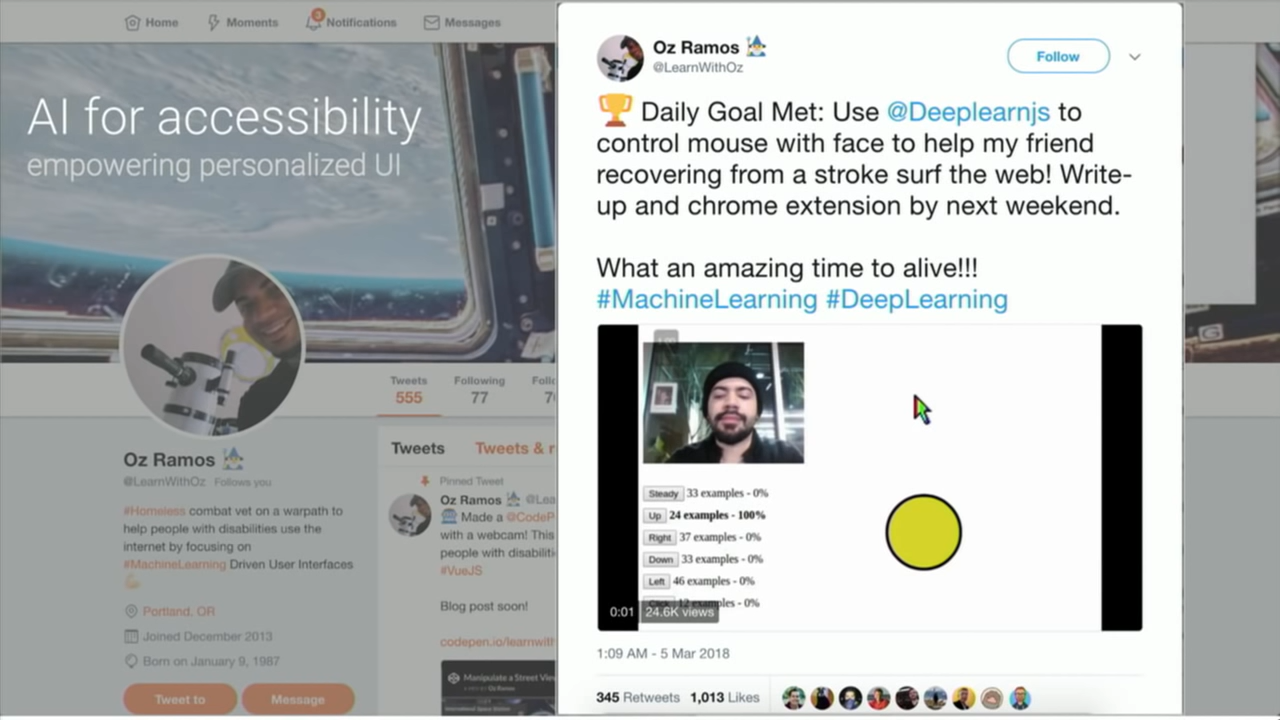 Home
Moments
3
Notifications
Messages
AI for accessibility
empowering personalized UI
Tweets
555
Following
77
Oz Ramos
@LearnWithOz Follows you
#Homeless combat vet on a warpath to
help people with disabilities use the
internet by focusing on
#MachineLearning Driven User Interfaces
Portland, OR
Joined December 2013
Born on January 9, 1987
Tweet to
Message
Tweets
Tweets &
Pinned Tweet
Oz Ramos
Made a
with a webcam! This
#VueJS
Blog post soon!
Manipulate a Street
Oz Ramos
@LearnWithOz
Follow
Daily Goal Met: Use @Deeplearnjs to
control mouse with face to help my friend
recovering from a stroke surf the web! Write-
up and chrome extension by next weekend.
What an amazing time to alive!!!
#MachineLearning #DeepLearning
Steady 33 examples - 0%
Up 24 examples - 100%
Right 37 examples - 0%
Down 33 examples - 0%
Left 46 examples - 0%
Click 12 examples - 0%
0:01 24.6K views
1:09 AM - 5 Mar 2018
345 Retweets 1,013 Likes
G